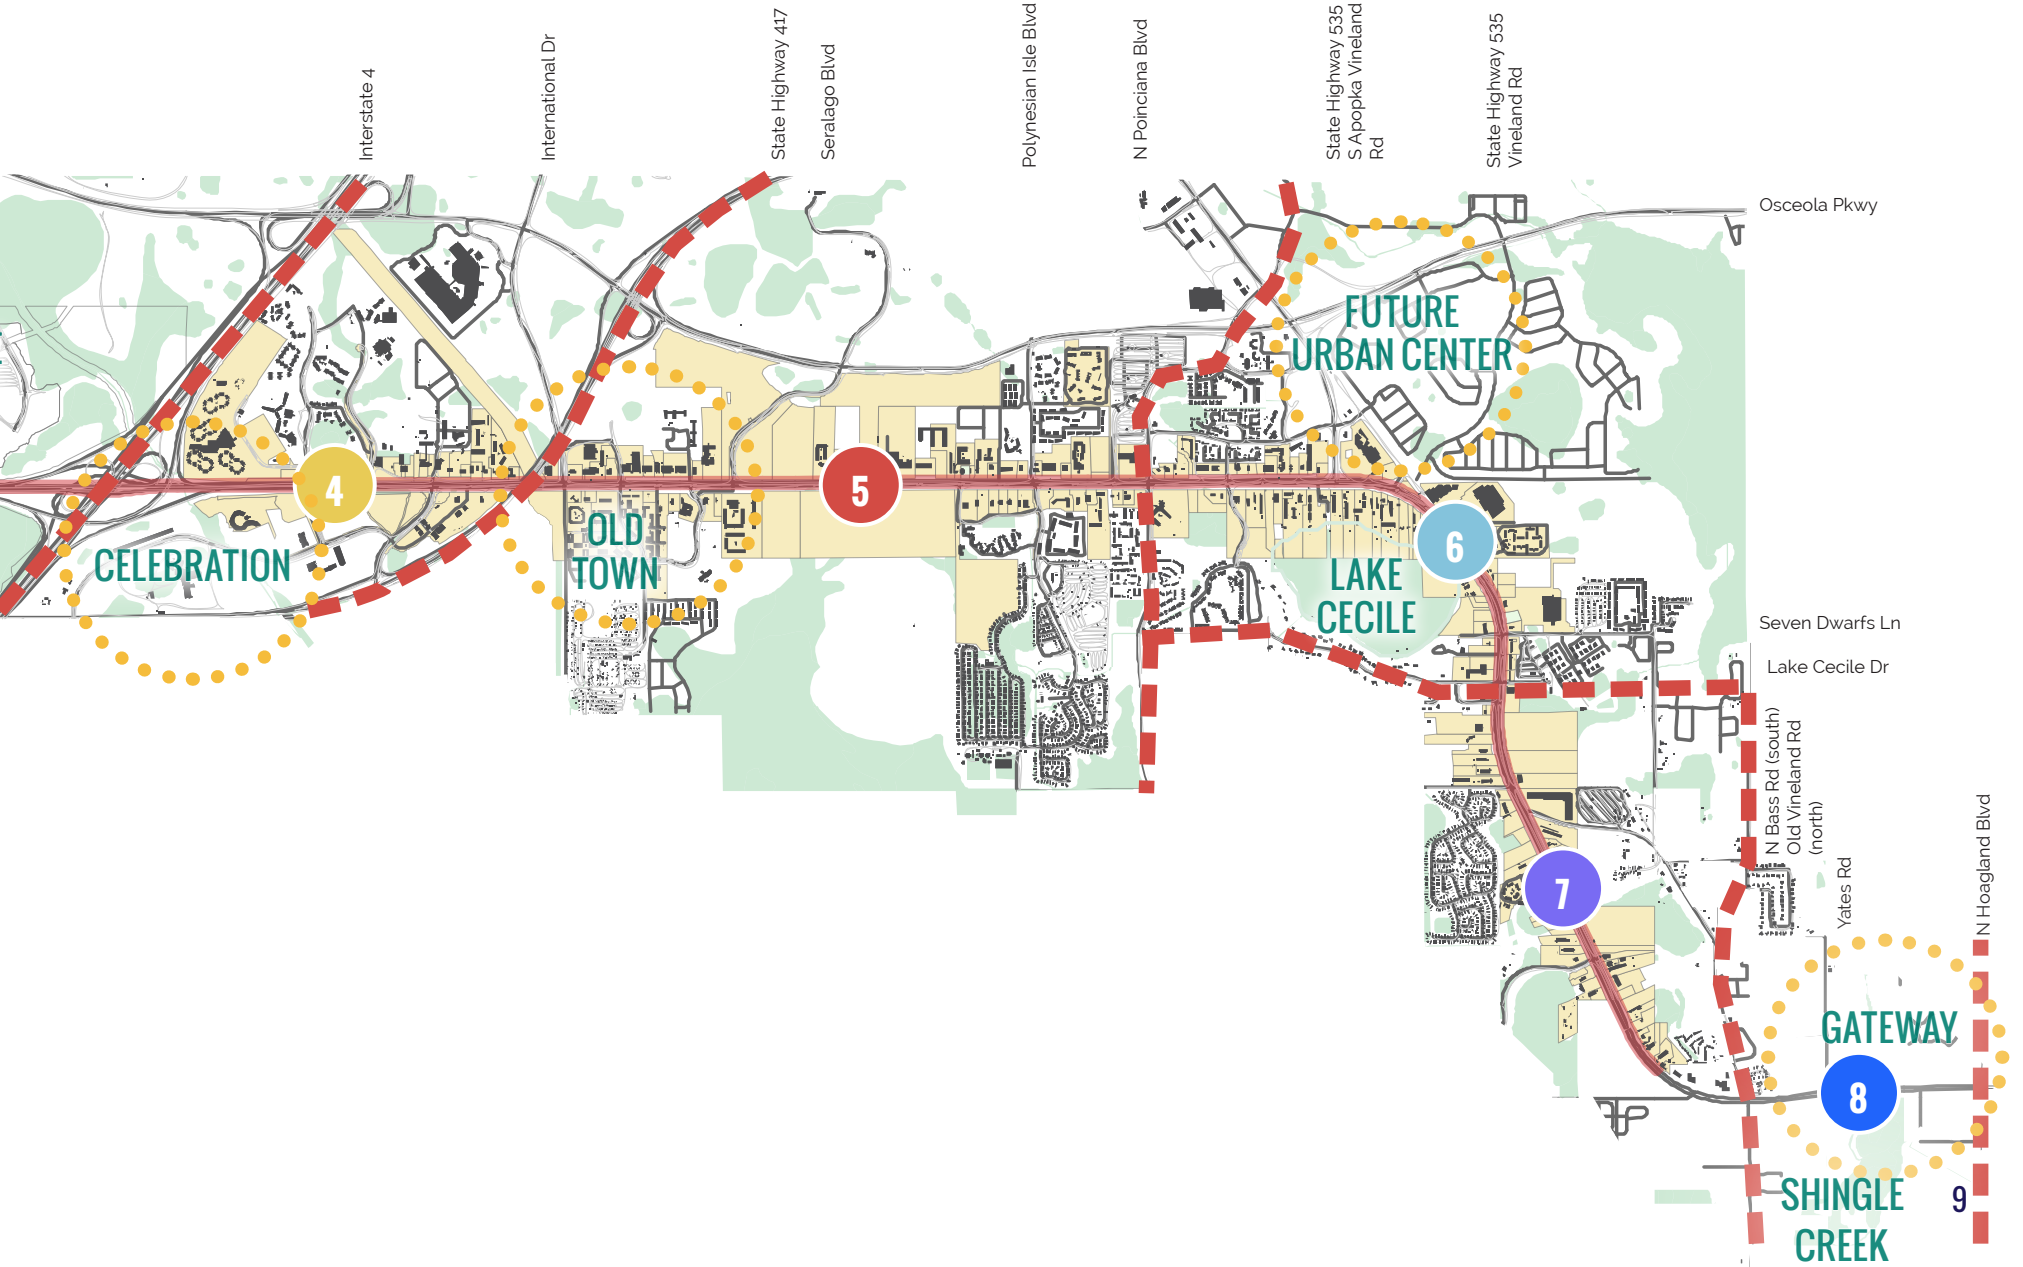 Interstate 4
International Dr
State Highway 417
Seralago Blvd
Polynesian Isle Blvd
N Poinciana Blvd
State Highway 535
S Apopka Vineland
Rd
State Highway 535
Vineland Rd
Osceola Pkwy
FUTURE
URBAN CENTER
4
5
6
CELEBRATION
OLD
TOWN
LAKE
CECILE
Seven Dwarfs Ln
Lake Cecile Dr
N Bass Rd (south)
Old Vineland Rd
(north)
Yates Rd
N Hoagland Blvd
7
GATEWAY
8
SHINGLE
CREEK
9